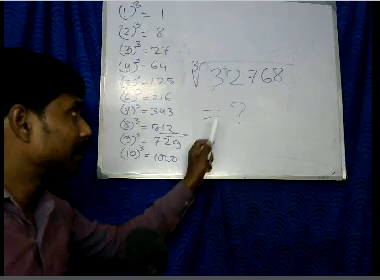 (1)³ = 1
(2)³ = 8
(3)³ = 27
(4)³ = 64
(5)³ = 125
(6)³ = 216
(7)³ = 343
(8)³ = 512
(9)³ = 729
(10)³ = 1000
∛32768
= ?